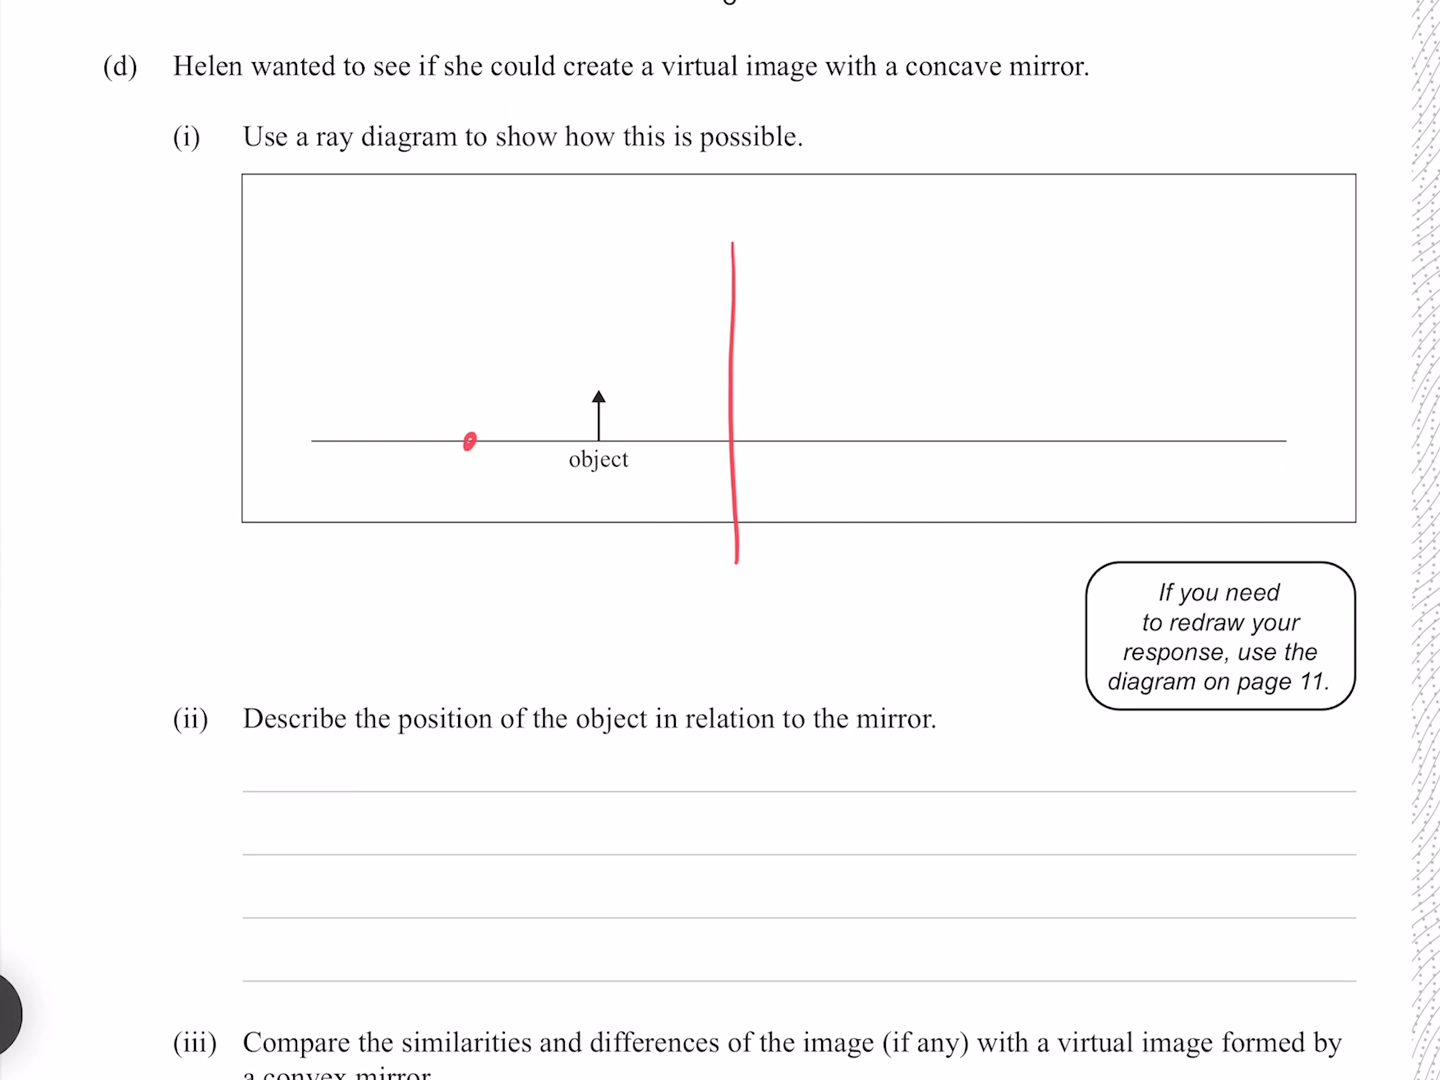 (d) Helen wanted to see if she could create a virtual image with a concave mirror.
(i) Use a ray diagram to show how this is possible.
object
If you need
to redraw your
response, use the
diagram on page 11.
(ii) Describe the position of the object in relation to the mirror.
(iii) Compare the similarities and differences of the image (if any) with a virtual image formed by
a convex mirror.